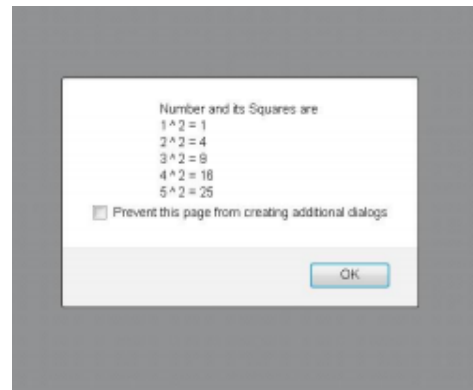 Number and its Squares are
1^2 = 1
2^2 = 4
3^2 = 9
4^2 = 16
5^2 = 25
Prevent this page from creating additional dialogs
OK